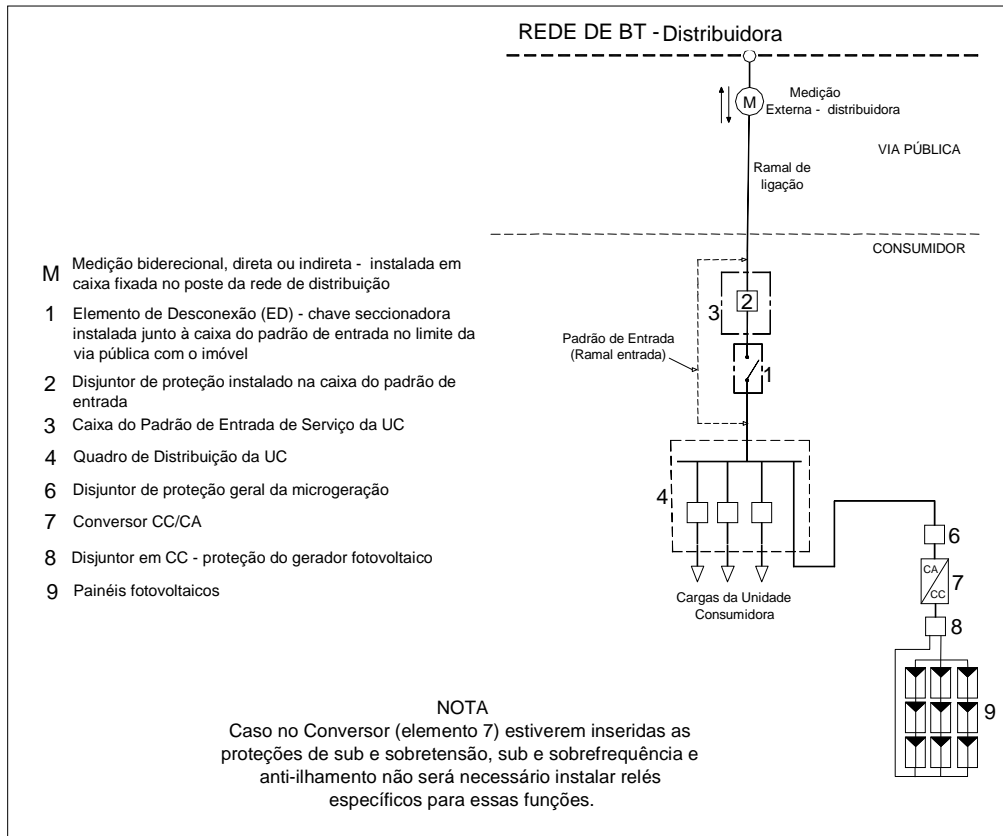 REDE DE BT - Distribuidora
M
Medição
Externa - distribuidora
VIA PÚBLICA
Ramal de
ligação
CONSUMIDOR
M Medição biderecional, direta ou indireta - instalada em
caixa fixada no poste da rede de distribuição
1 Elemento de Desconexão (ED) - chave seccionadora
instalada junto à caixa do padrão de entrada no limite da
via pública com o imóvel
2 Disjuntor de proteção instalado na caixa do padrão de
entrada
3 Caixa do Padrão de Entrada de Serviço da UC
4 Quadro de Distribuição da UC
6 Disjuntor de proteção geral da microgeração
7 Conversor CC/CA
8 Disjuntor em CC - proteção do gerador fotovoltaico
9 Painéis fotovoltaicos
2
3
Padrão de Entrada
(Ramal entrada)
1
4
Cargas da Unidade
Consumidora
6
CA
CC
7
8
9
NOTA
Caso no Conversor (elemento 7) estiverem inseridas as
proteções de sub e sobretensão, sub e sobrefrequência e
anti-ilhamento não será necessário instalar relés
específicos para essas funções.